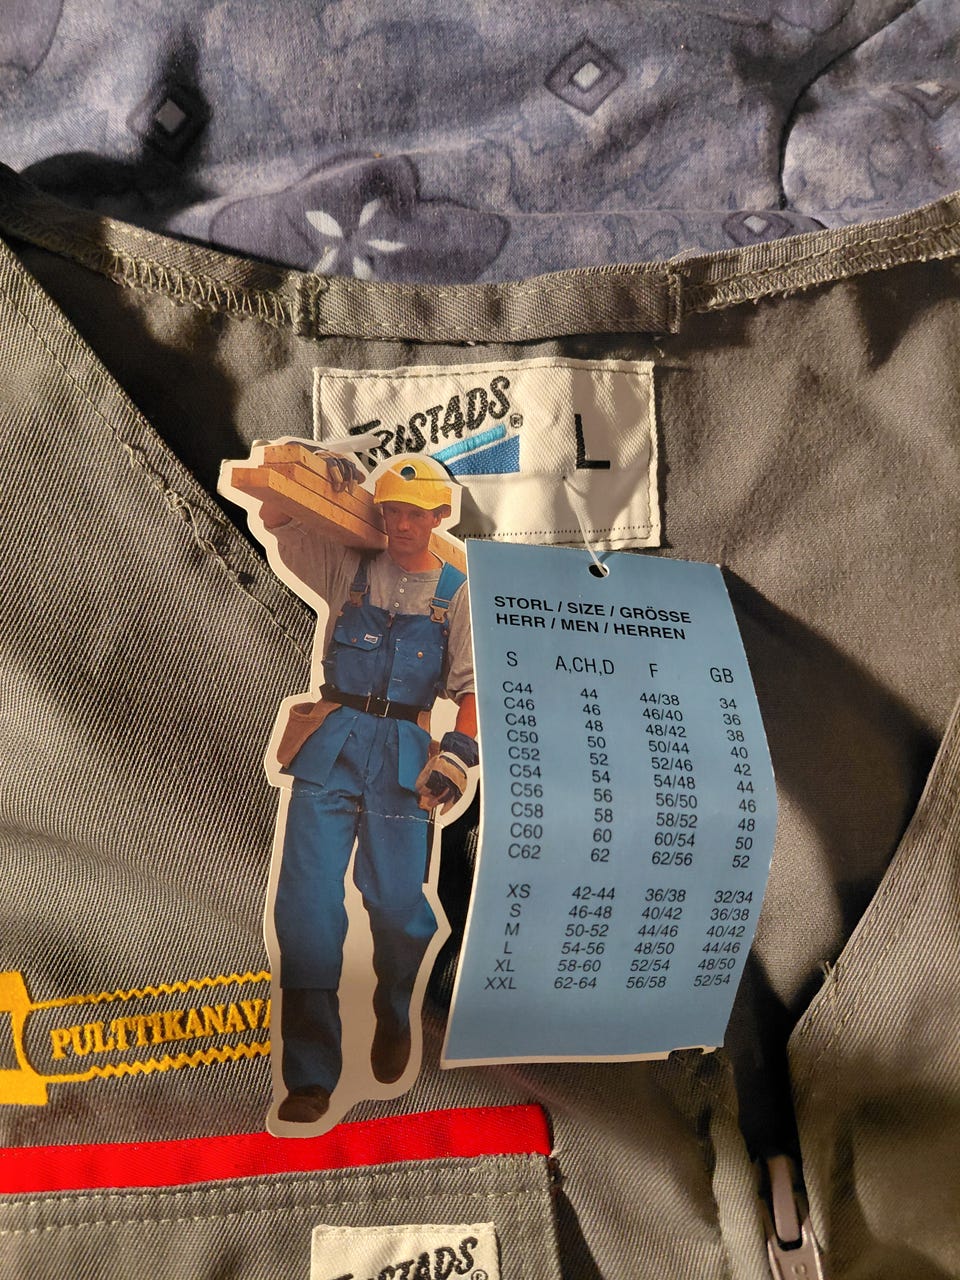 FRISTADS®
L
STORL / SIZE / GRÖSSE
HERR / MEN / HERREN
S A,CH,D F GB
C44 44 44/38 34
C46 46 46/40 36
C48 48 48/42 38
C50 50 50/44 40
C52 52 52/46 42
C54 54 54/48 44
C56 56 56/50 46
C58 58 58/52 48
C60 60 60/54 50
C62 62 62/56 52
XS 42-44 36/38 32/34
S 46-48 40/42 36/38
M 50-52 44/46 40/42
L 54-56 48/50 44/46
XL 58-60 52/54 48/50
XXL 62-64 56/58 52/54
PULTTIKANAVA
FRISTADS®